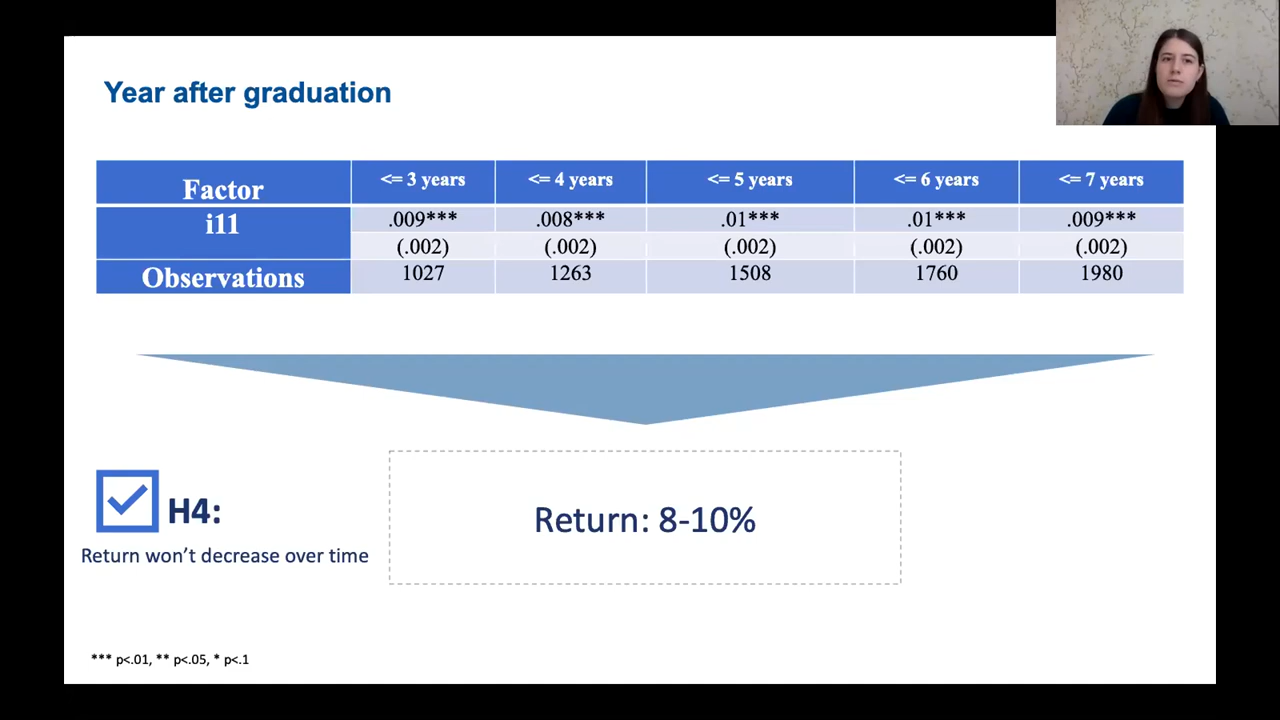 Year after graduation
Factor <= 3 years <= 4 years <= 5 years <= 6 years <= 7 years
i11 .009*** .008*** .01*** .01*** .009***
(.002) (.002) (.002) (.002) (.002)
Observations 1027 1263 1508 1760 1980
H4:
Return won’t decrease over time
Return: 8-10%
*** p<.01, ** p<.05, * p<.1